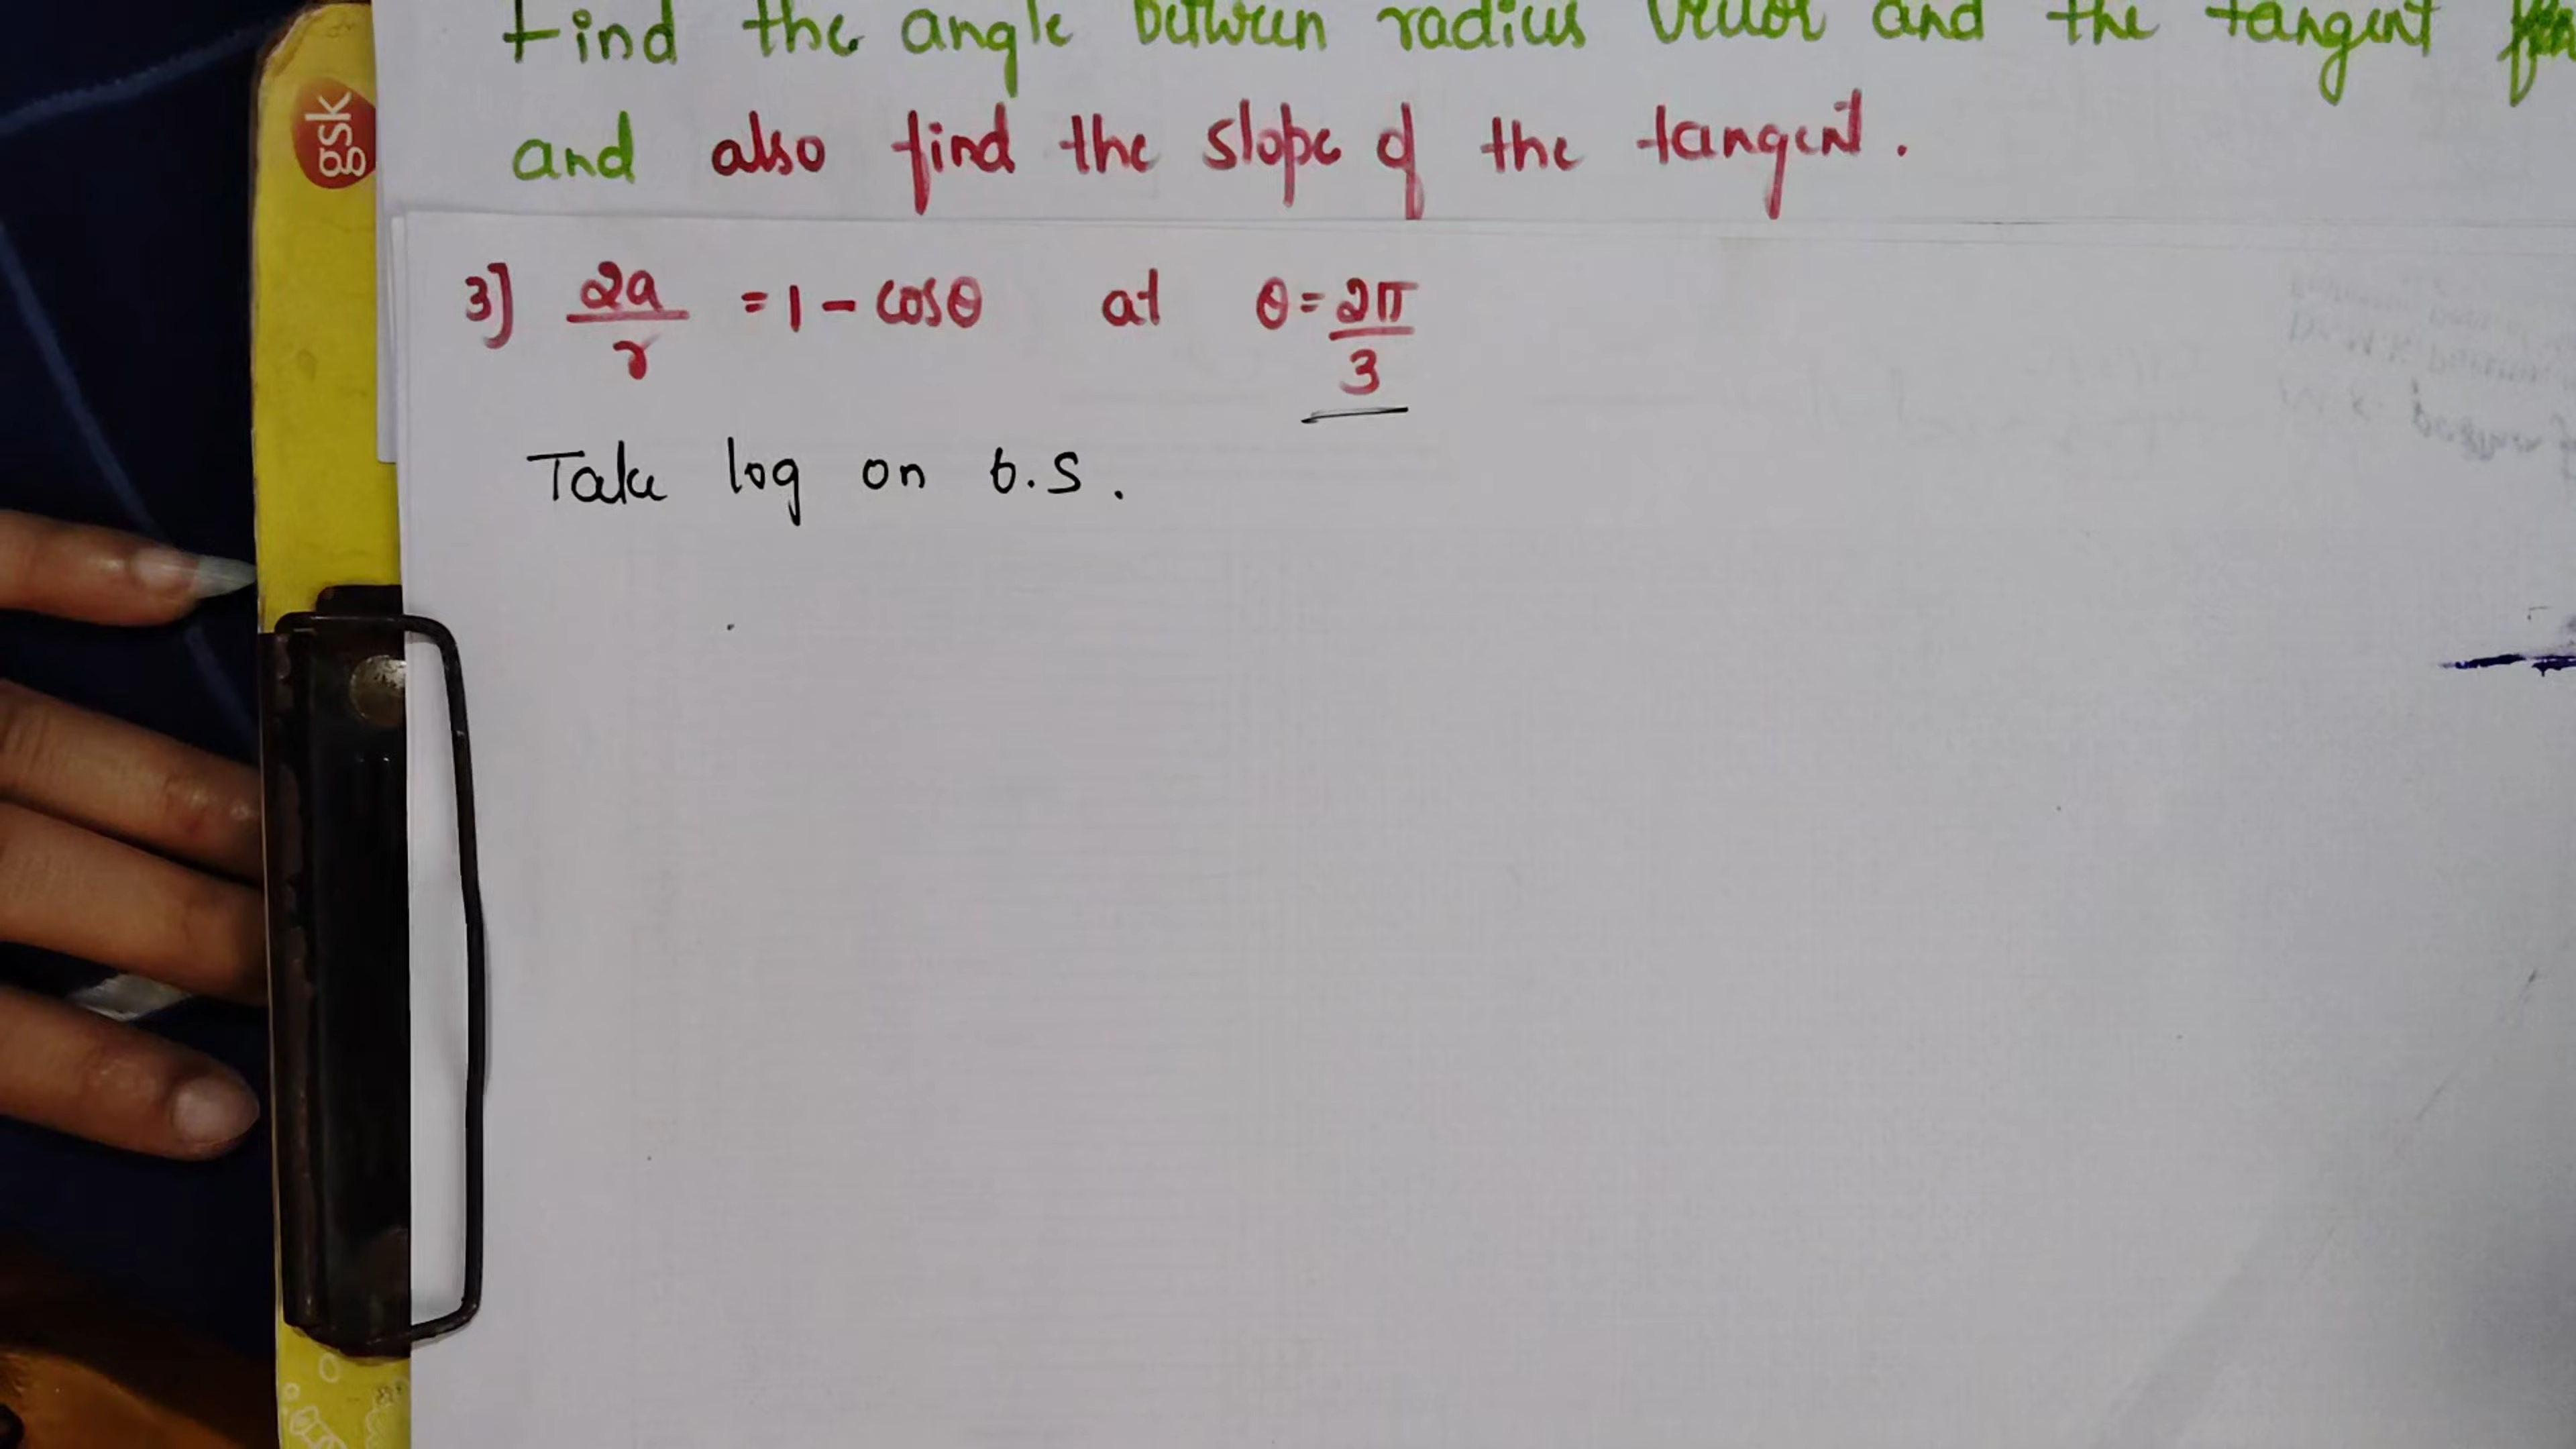 Find the angle between radius vector and the tangent
and also find the slope of the tangent.
gsk
3] 2a/r = 1 - cosθ at θ = 2π/3
Take log on b.s.